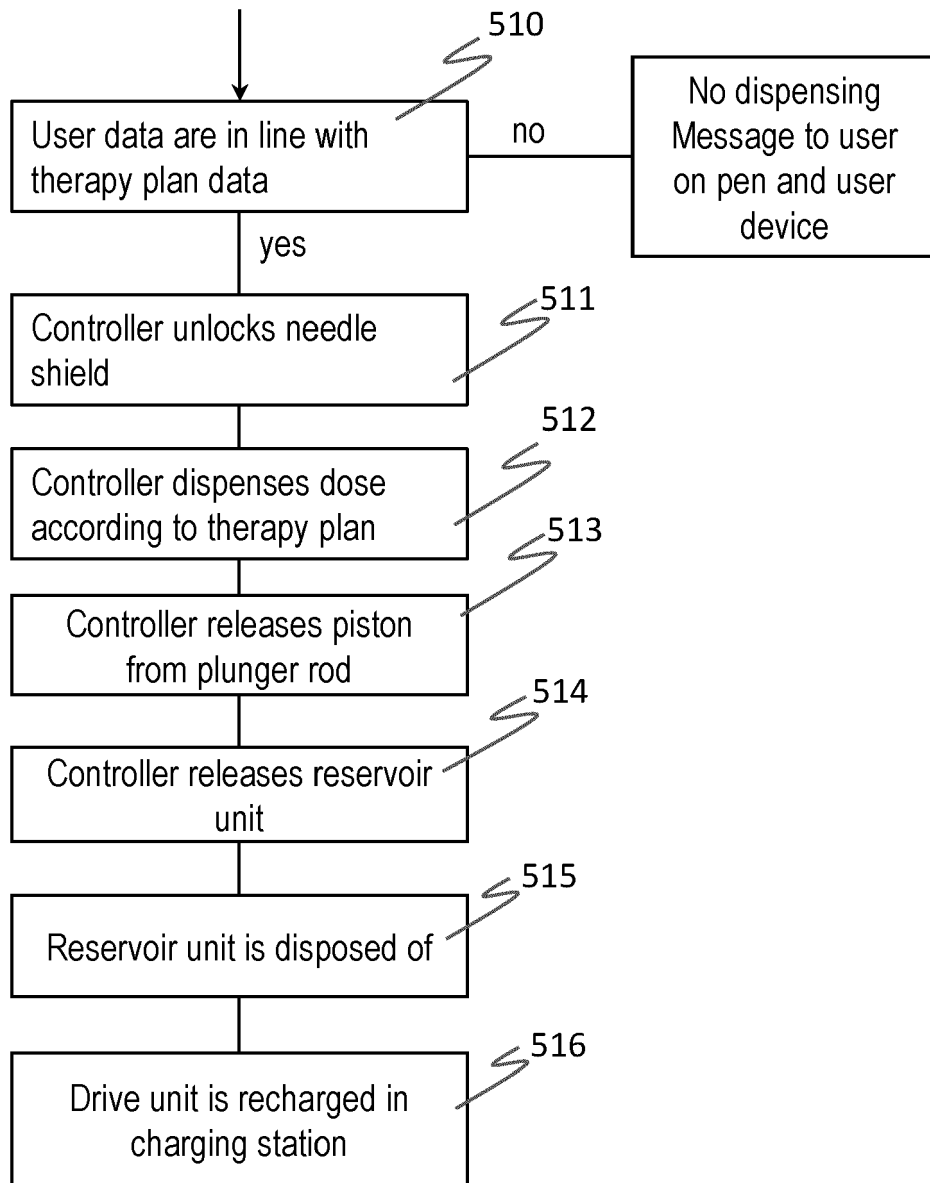 510
User data are in line with
therapy plan data
no
No dispensing
Message to user
on pen and user
device
yes
511
Controller unlocks needle
shield
512
Controller dispenses dose
according to therapy plan
513
Controller releases piston
from plunger rod
514
Controller releases reservoir
unit
515
Reservoir unit is disposed of
516
Drive unit is recharged in
charging station